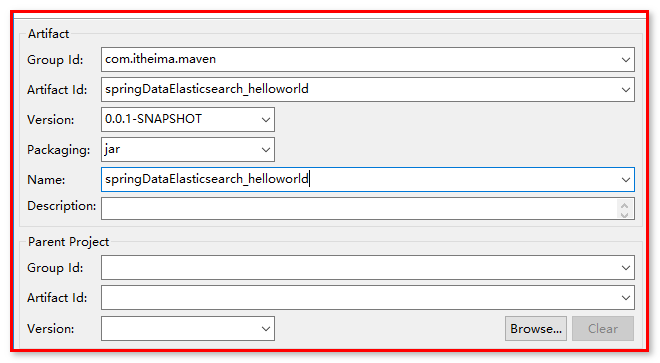 Artifact
Group Id: com.itheima.maven
Artifact Id: springDataElasticsearch_helloworld
Version: 0.0.1-SNAPSHOT
Packaging: jar
Name: springDataElasticsearch_helloworld
Description:
Parent Project
Group Id:
Artifact Id:
Version: Browse... Clear